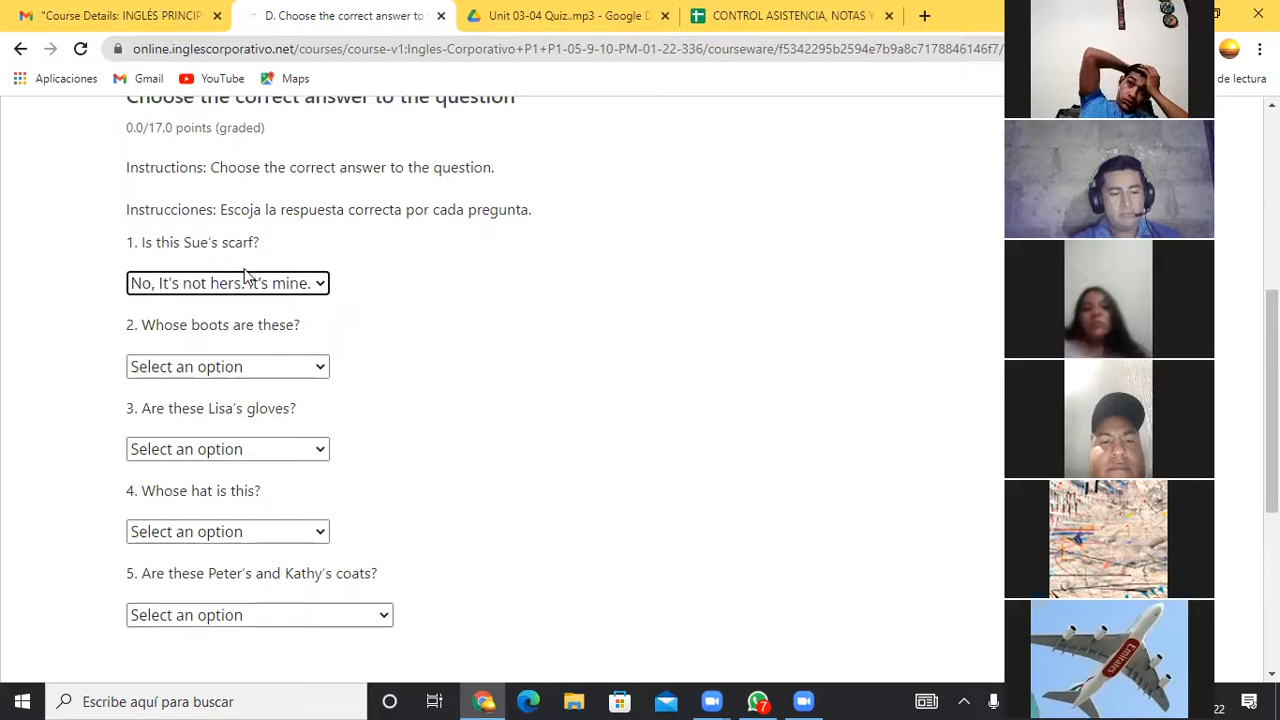 "Course Details: INGLÉS PRINCIP
D. Choose the correct answer to
Unit 03-04 Quiz..mp3 - Google D
CONTROL ASISTENCIA, NOTAS Y
online.inglescorporativo.net/courses/course-v1:Ingles-Corporativo+P1+P1-05-9-10-PM-01-22-336/courseware/f5342295b2594e7b9a8c7178846146f7/
Aplicaciones
Gmail
YouTube
Maps
de lectura
Choose the correct answer to the question
0.0/17.0 points (graded)
Instructions: Choose the correct answer to the question.
Instrucciones: Escoja la respuesta correcta por cada pregunta.
1. Is this Sue's scarf?
No, It's not hers. It's mine.
2. Whose boots are these?
Select an option
3. Are these Lisa's gloves?
Select an option
4. Whose hat is this?
Select an option
5. Are these Peter's and Kathy's coats?
Select an option
Emirates
Escribe aquí para buscar
7
22